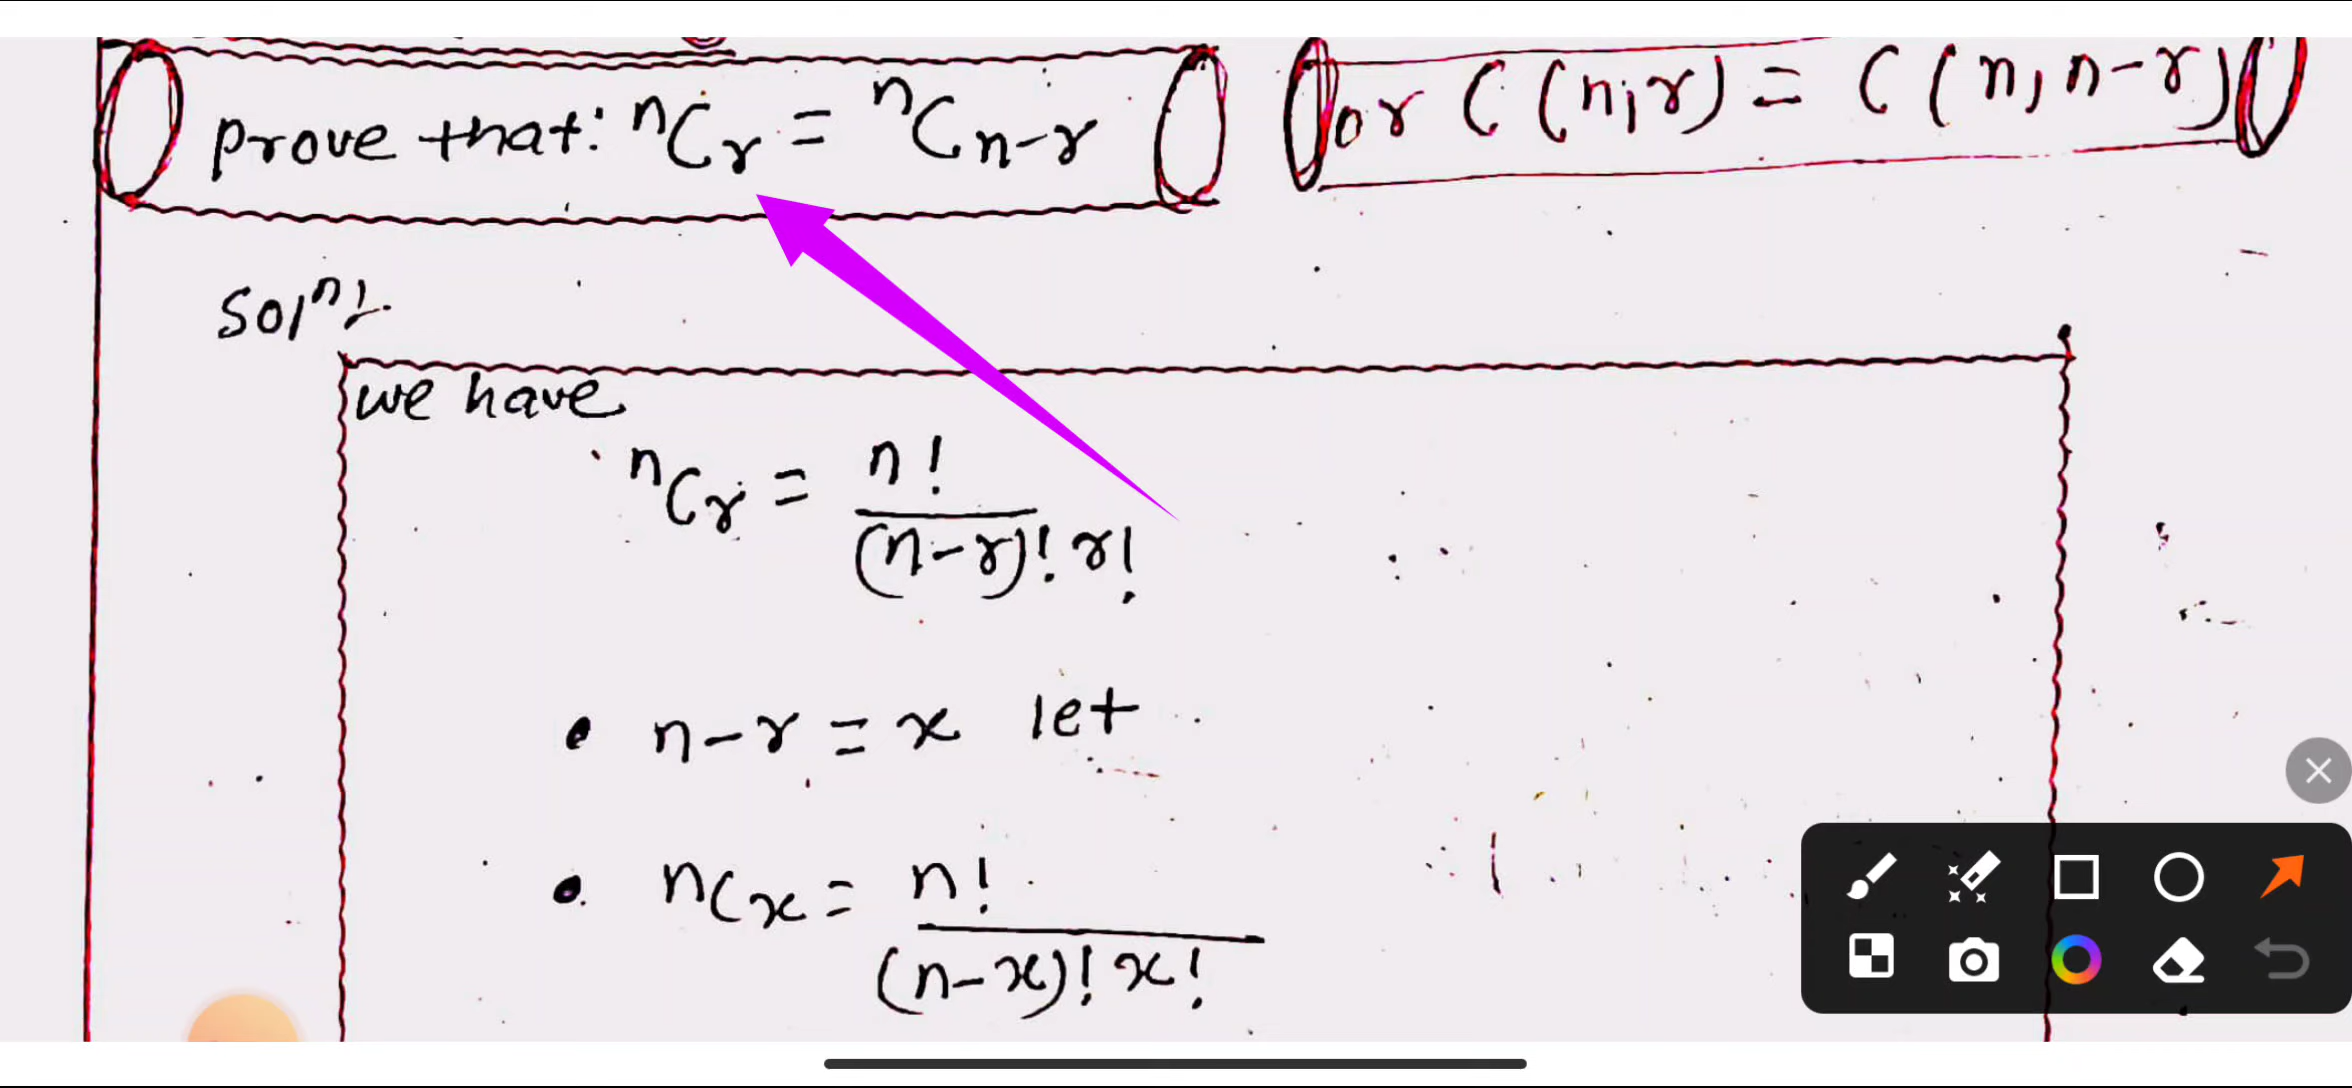 prove that: ⁿCᵣ = ⁿCₙ₋ᵣ or C(n,r) = C(n,n-r)
Solⁿ:
we have
ⁿCᵣ = n!
(n-r)! r!
• n-r = x let
• ⁿCₓ = n!
(n-x)! x!